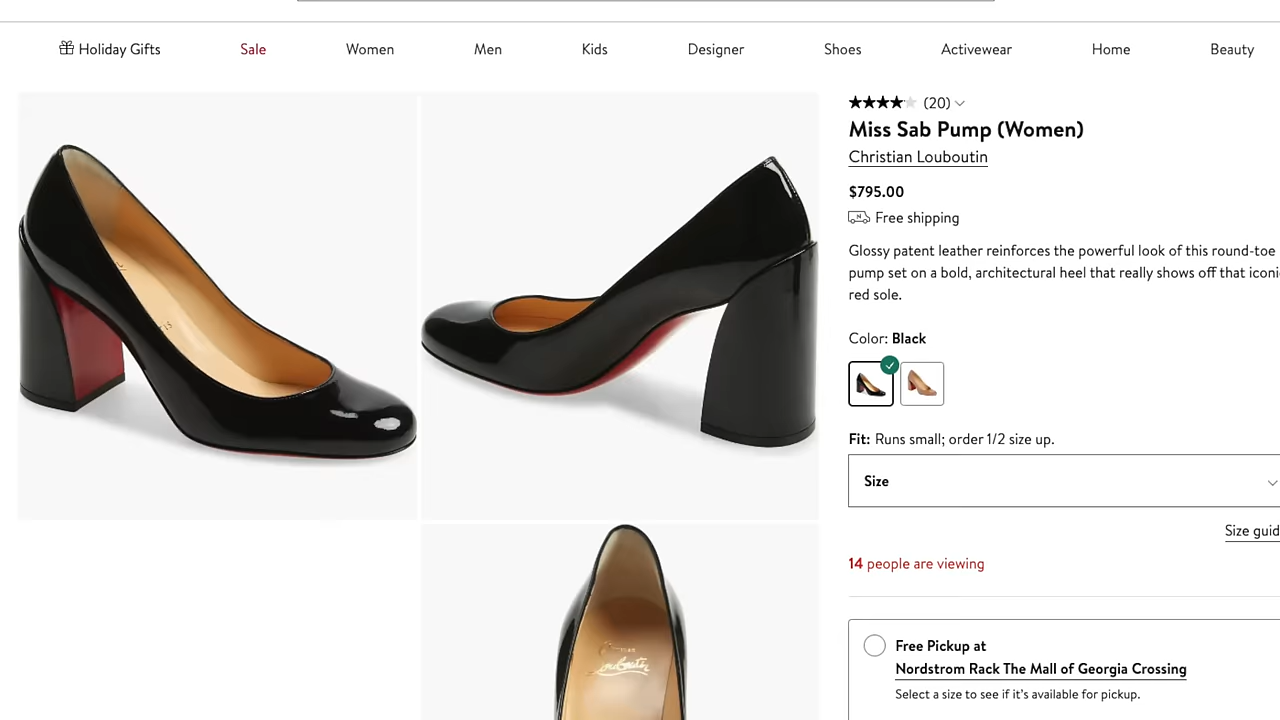 Holiday Gifts
Sale
Women
Men
Kids
Designer
Shoes
Activewear
Home
Beauty
(20)
Miss Sab Pump (Women)
Christian Louboutin
$795.00
Free shipping
Glossy patent leather reinforces the powerful look of this round-toe
pump set on a bold, architectural heel that really shows off that iconi
red sole.
Color: Black
Fit: Runs small; order 1/2 size up.
Size
Size guid
14 people are viewing
Free Pickup at
Nordstrom Rack The Mall of Georgia Crossing
Select a size to see if it's available for pickup.
Louboutin